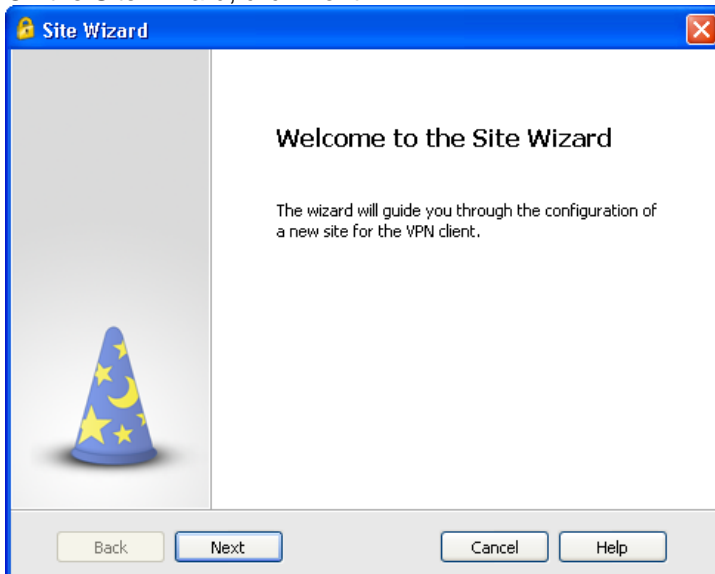 Site Wizard
Welcome to the Site Wizard
The wizard will guide you through the configuration of
a new site for the VPN client.
Back
Next
Cancel
Help